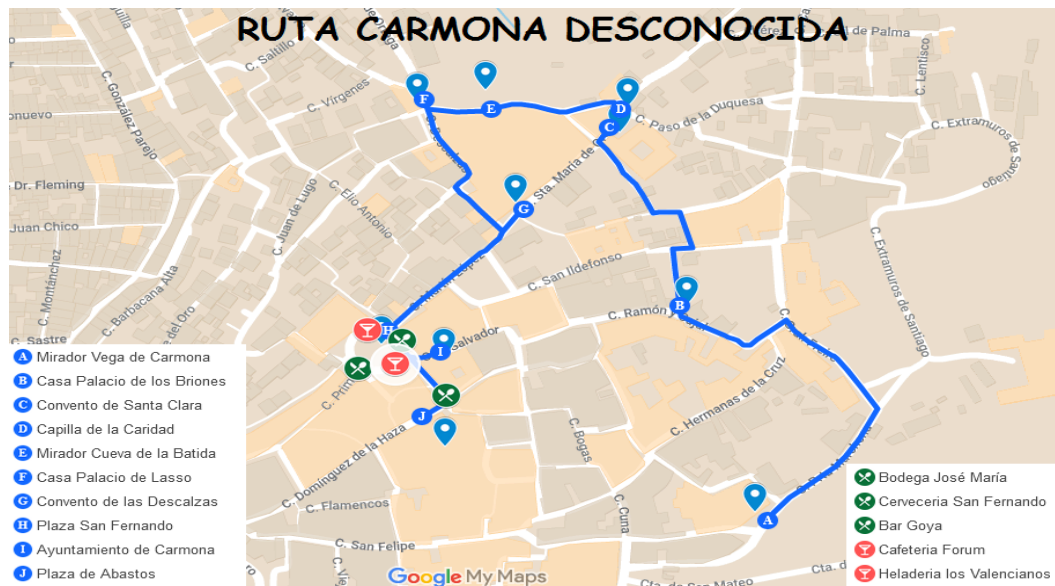 RUTA CARMONA DESCONOCIDA
C. Saltillo
C. Vírgenes
C. González Parejo
Dr. Fleming
Juan Chico
C. Montánchez
C. Sastre
C. Barbacana Alta
C. Juan de Lugo
C. Elio Antonio
C. Paso de la Duquesa
C. Lentisco
C. Extramuros de Santiago
C. Extramuros de Santiago
C. San Ildefonso
C. Martín López
C. Ramón y Cajal
C. Hermanas de la Cruz
C. Bogas
C. Cuna
C. Domínguez de la Haza
C. Flamencos
C. San Felipe
Cta. de San Mateo
F
E
D
C
G
B
H
I
J
A
A Mirador Vega de Carmona
B Casa Palacio de los Briones
C Convento de Santa Clara
D Capilla de la Caridad
E Mirador Cueva de la Batida
F Casa Palacio de Lasso
G Convento de las Descalzas
H Plaza San Fernando
I Ayuntamiento de Carmona
J Plaza de Abastos
Bodega José María
Cerveceria San Fernando
Bar Goya
Cafeteria Forum
Heladeria los Valencianos
Google My Maps